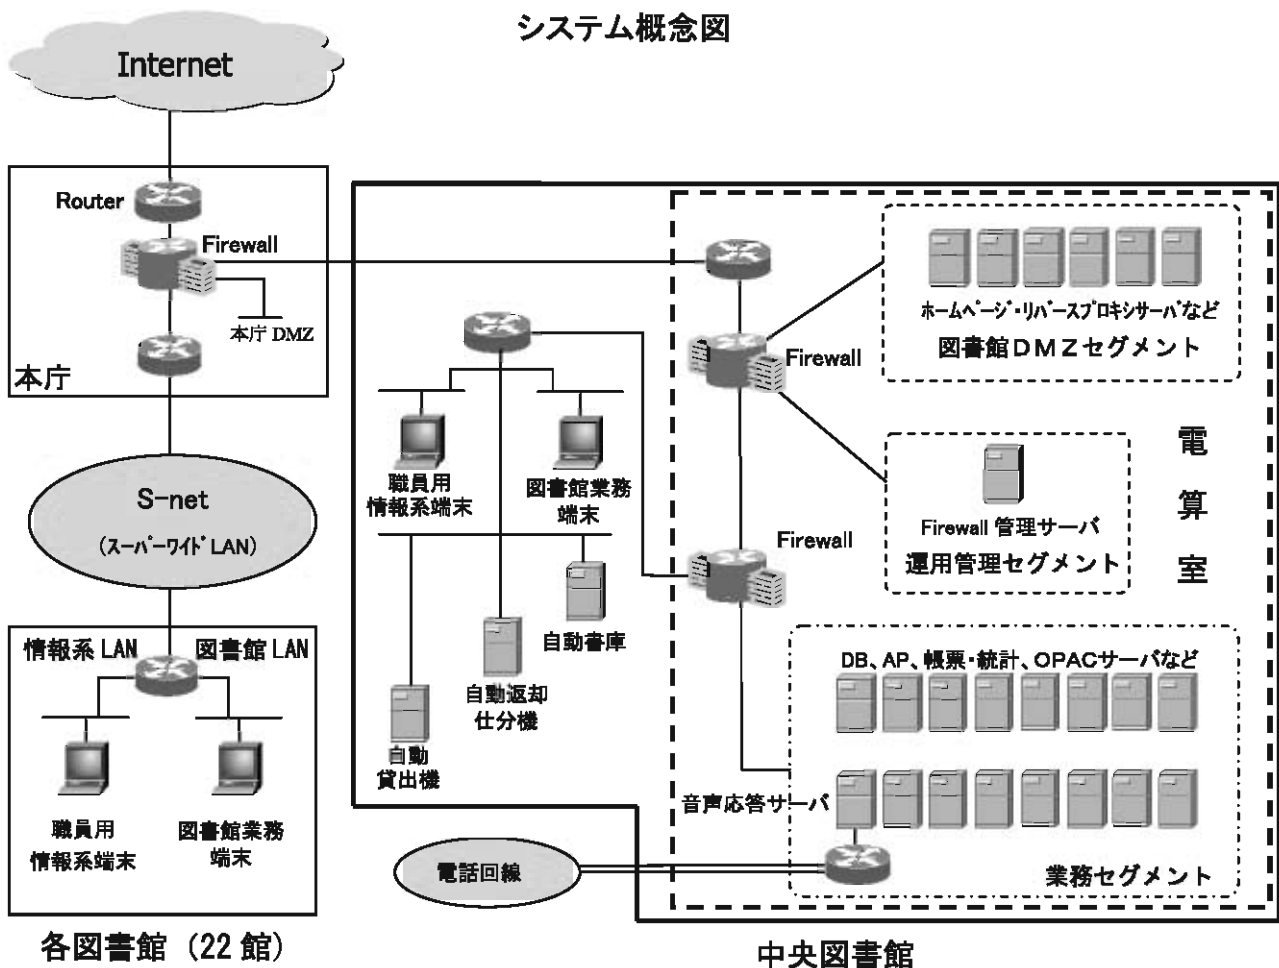 システム概念図
Internet
Router
Firewall
本庁 DMZ
本庁
S-net
(スーパーワイドLAN)
情報系 LAN
図書館 LAN
職員用
情報系端末
図書館業務
端末
各図書館（22 館）
職員用
情報系端末
図書館業務
端末
自動書庫
自動返却
仕分機
自動
貸出機
電話回線
ホームページ・リバースプロキシサーバなど
図書館ＤＭＺセグメント
Firewall
Firewall 管理サーバ
運用管理セグメント
電
算
室
Firewall
DB、AP、帳票・統計、OPACサーバなど
音声応答サーバ
業務セグメント
中央図書館